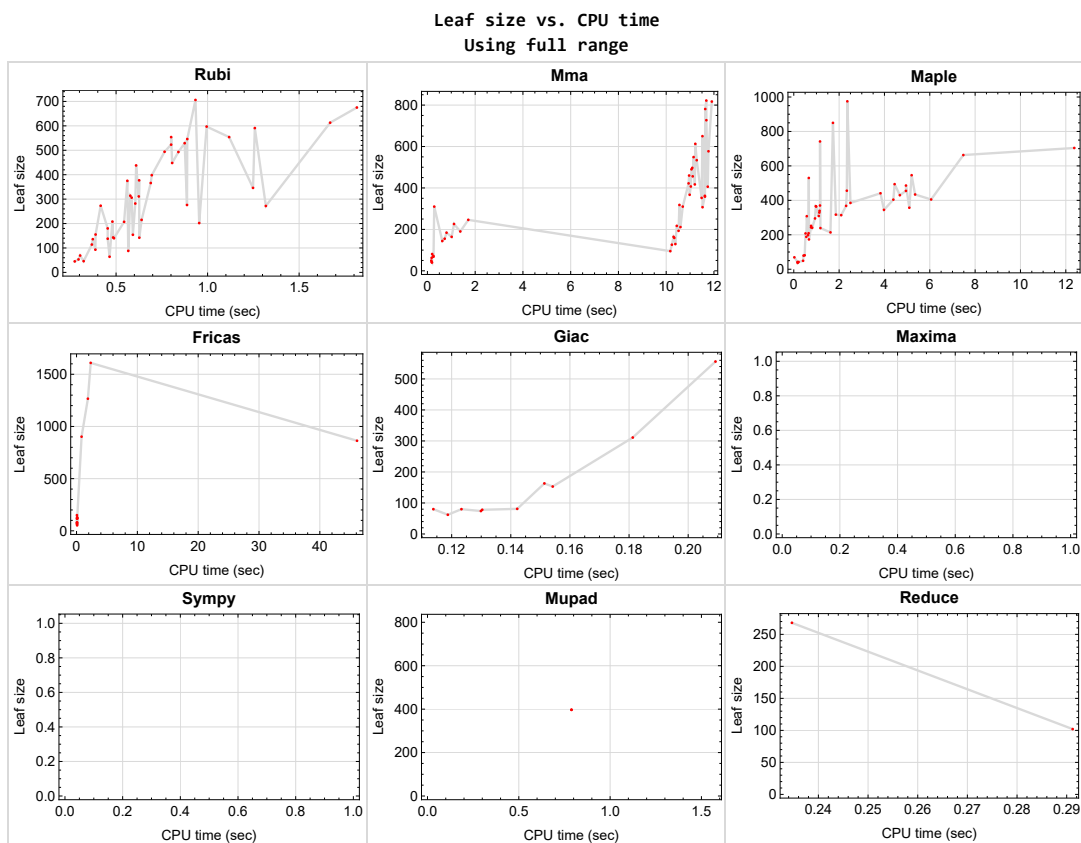 Leaf size vs. CPU time
Using full range
Rubi
Leaf size
700
600
500
400
300
200
100
0
0.5 1.0 1.5
CPU time (sec)
Mma
Leaf size
800
600
400
200
0
0 2 4 6 8 10 12
CPU time (sec)
Maple
Leaf size
1000
800
600
400
200
0
0 2 4 6 8 10 12
CPU time (sec)
Fricas
Leaf size
1500
1000
500
0
0 10 20 30 40
CPU time (sec)
Giac
Leaf size
500
400
300
200
100
0
0.12 0.14 0.16 0.18 0.20
CPU time (sec)
Maxima
Leaf size
1.0
0.8
0.6
0.4
0.2
0.0
0.0 0.2 0.4 0.6 0.8 1.0
CPU time (sec)
Sympy
Leaf size
1.0
0.8
0.6
0.4
0.2
0.0
0.0 0.2 0.4 0.6 0.8 1.0
CPU time (sec)
Mupad
Leaf size
800
600
400
200
0
0.0 0.5 1.0 1.5
CPU time (sec)
Reduce
Leaf size
250
200
150
100
50
0
0.24 0.25 0.26 0.27 0.28 0.29
CPU time (sec)